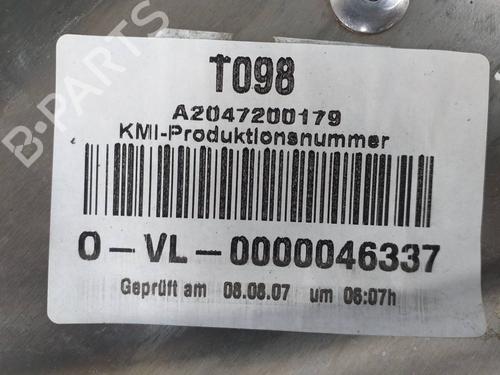 T098
A2047200179
KMI-Produktionsnummer
O-VL-0000046337
Geprüft am 08.08.07 um 06:07h
B-PARTS